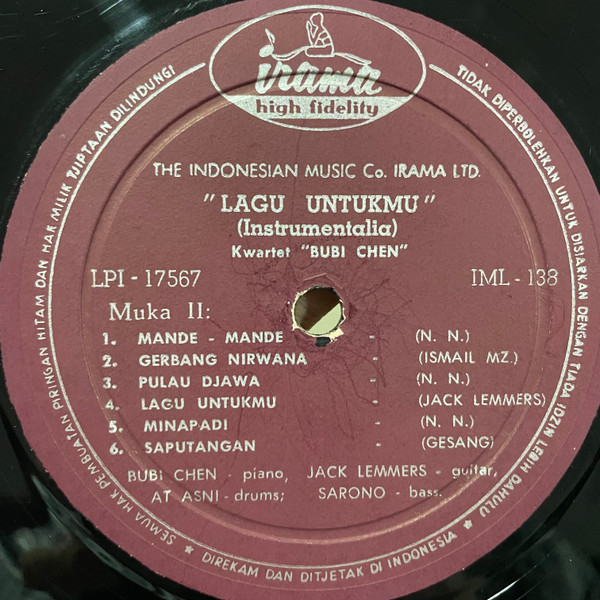 irama
high fidelity
THE INDONESIAN MUSIC Co. IRAMA LTD.
"LAGU UNTUKMU"
(Instrumentalia)
Kwartet "BUBI CHEN"
LPI - 17567 IML - 138
Muka II:
1. MANDE - MANDE - (N. N.)
2. GERBANG NIRWANA - (ISMAIL MZ.)
3. PULAU DJAWA - (N. N.)
4. LAGU UNTUKMU - (JACK LEMMERS)
5. MINAPADI - (N. N.)
6. SAPUTANGAN - (GESANG)
BUBI CHEN - piano, JACK LEMMERS - guitar,
AT ASNI - drums; SARONO - bass.
SEMUA HAK PEMBUATAN PIRINGAN HITAM DAN HAK MILIK TJIPTAAN DILINDUNGI
TIDAK DIPERBOLEHKAN UNTUK DISIARKAN DENGAN TIADA IDZIN LEBIH DAHULU
★ DIREKAM DAN DITJETAK DI INDONESIA ★